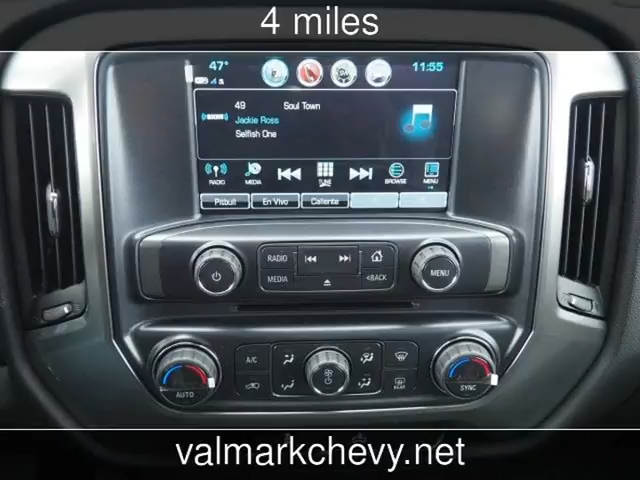 4 miles
47° 11:55
49 Soul Town
Jackie Ross
Selfish One
RADIO MEDIA TUNE BROWSE MENU
Pitbull En Vivo Caliente
RADIO
MEDIA <BACK MENU
A/C
AUTO REAR SYNC
valmarkchevy.net